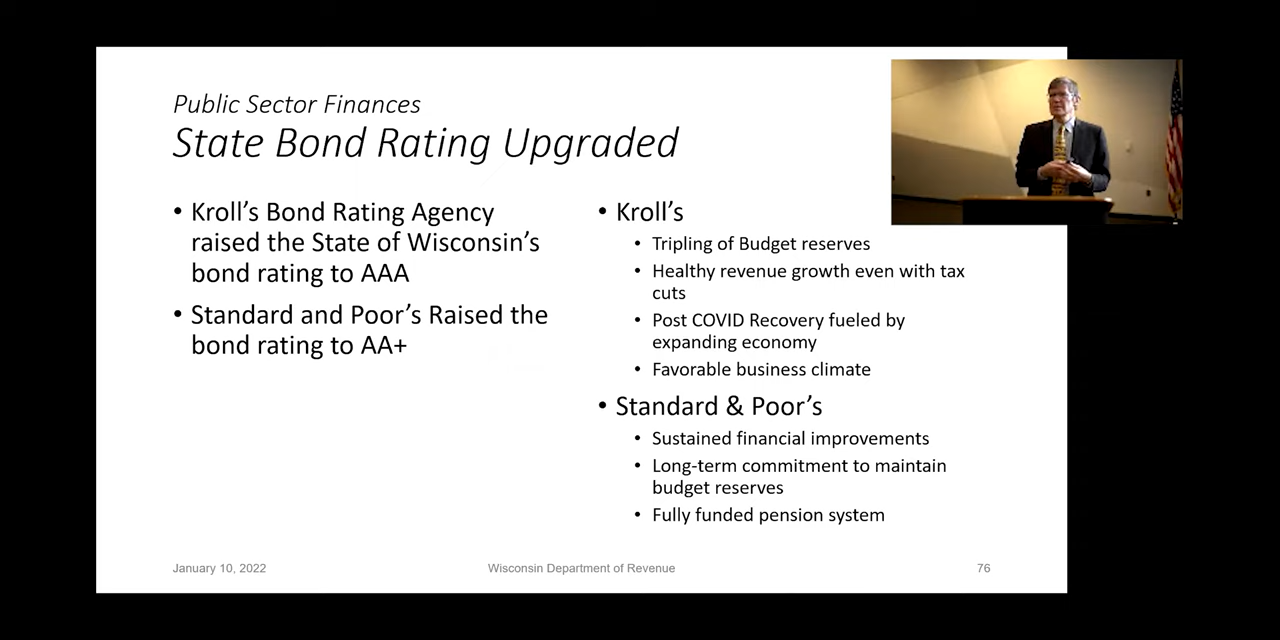 Public Sector Finances
State Bond Rating Upgraded
• Kroll’s Bond Rating Agency
raised the State of Wisconsin’s
bond rating to AAA
• Standard and Poor’s Raised the
bond rating to AA+
• Kroll’s
• Tripling of Budget reserves
• Healthy revenue growth even with tax
cuts
• Post COVID Recovery fueled by
expanding economy
• Favorable business climate
• Standard & Poor’s
• Sustained financial improvements
• Long-term commitment to maintain
budget reserves
• Fully funded pension system
January 10, 2022
Wisconsin Department of Revenue
76